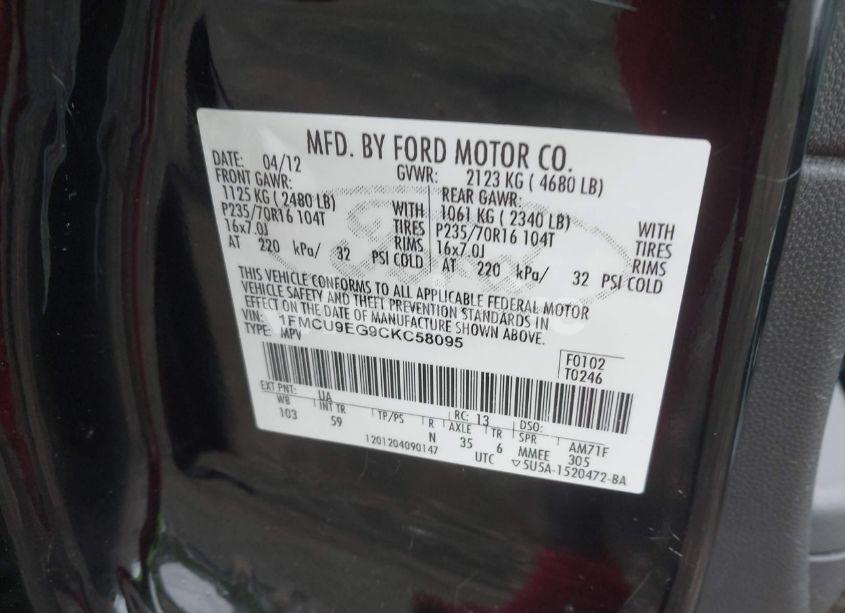 MFD. BY FORD MOTOR CO.
DATE: 04/12 GVWR: 2123 KG ( 4680 LB)
FRONT GAWR: REAR GAWR:
1125 KG ( 2480 LB) WITH 1061 KG ( 2340 LB) WITH
P235/70R16 104T TIRES P235/70R16 104T TIRES
16x7.0J RIMS 16x7.0J RIMS
AT 220 kPa/ 32 PSI COLD AT 220 kPa/ 32 PSI COLD
THIS VEHICLE CONFORMS TO ALL APPLICABLE FEDERAL MOTOR
VEHICLE SAFETY AND THEFT PREVENTION STANDARDS IN
EFFECT ON THE DATE OF MANUFACTURE SHOWN ABOVE.
VIN: 1FMCU9EG9CKC58095
TYPE: MPV
F0102
T0246
EXT PNT: UA RC: 13 DSO:
WB INT TR TP/PS R AXLE TR SPR AM71F
103 59 N 35 6 MMEE 305
1201204090147 UTC ▽5U5A-1520472-BA